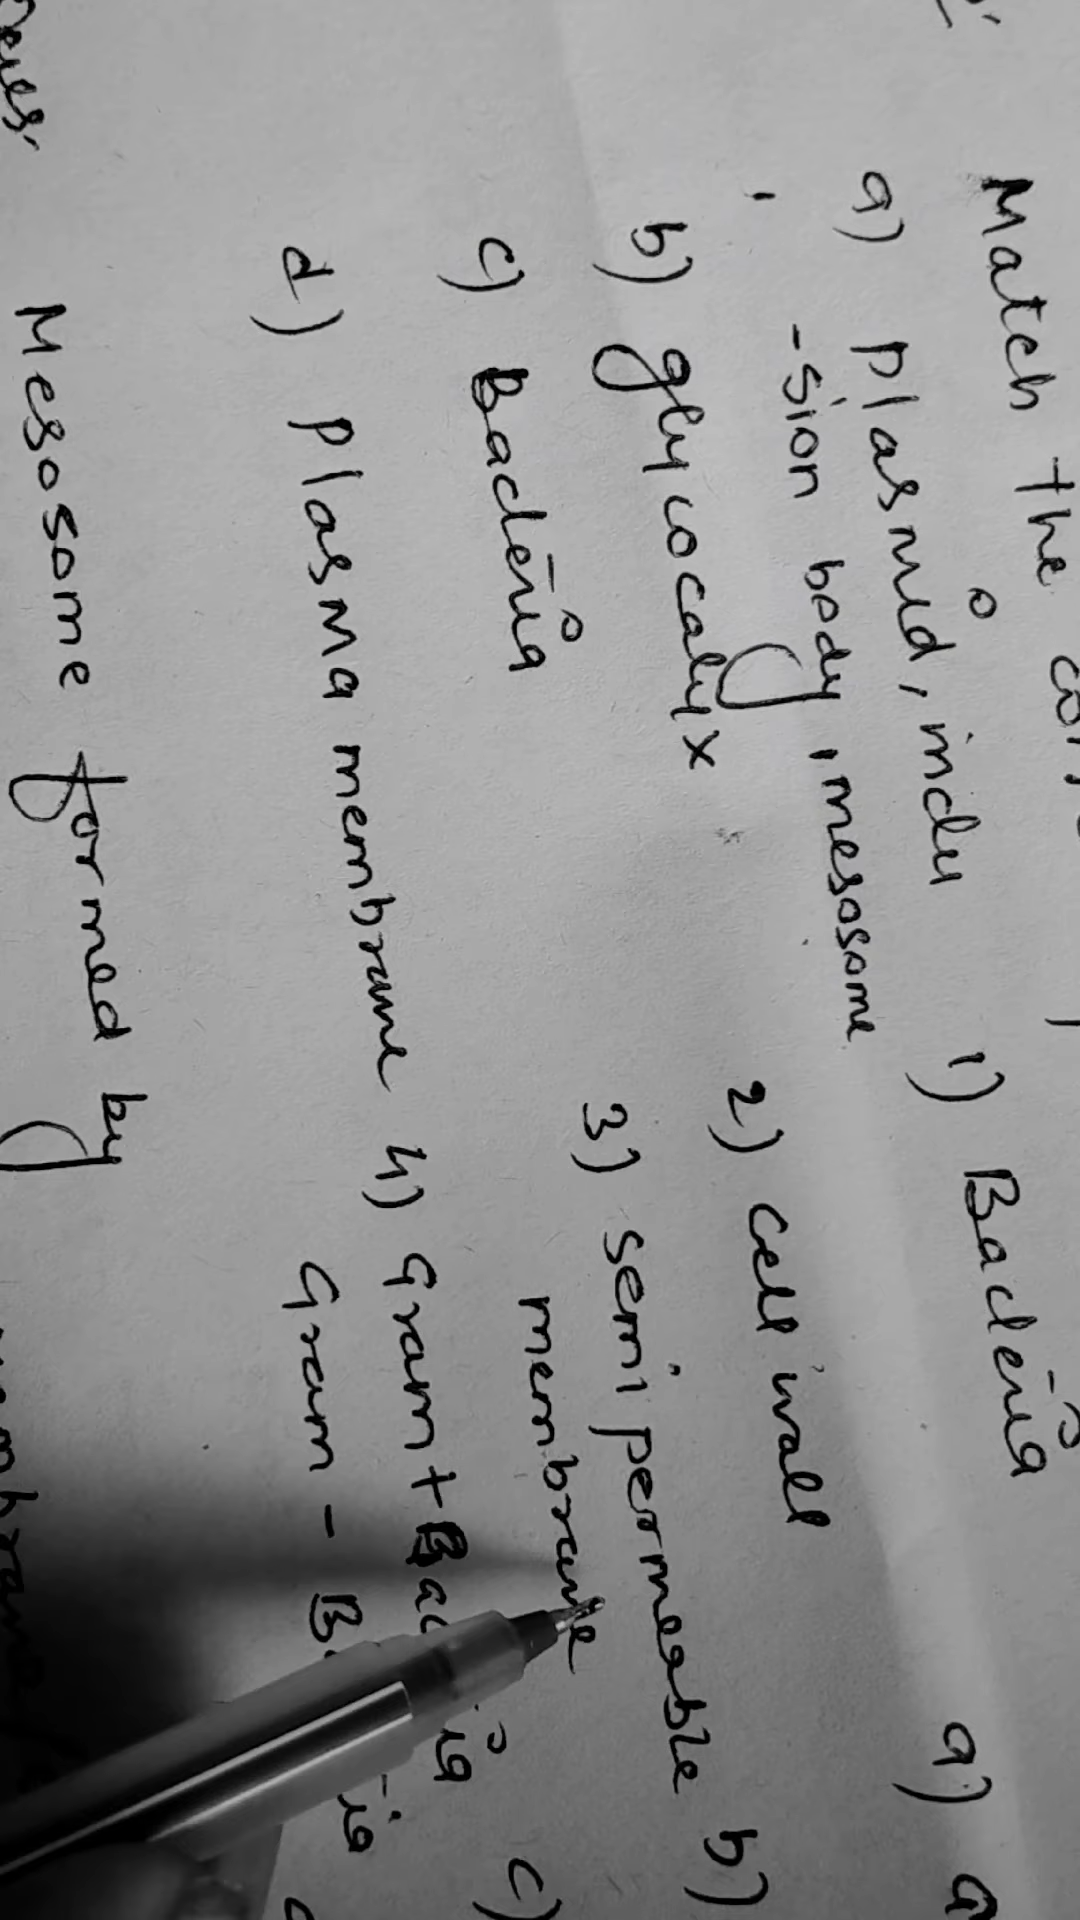 Match the
a) plasmid, inclu 1) Bacteria a)
-sion body, mesosome
b) glycocalyx 2) cell wall b)
c) Bacteria 3) semi permeable
membrane c)
d) plasma membrane 4) Gram +
Gram -
Mesosome formed by